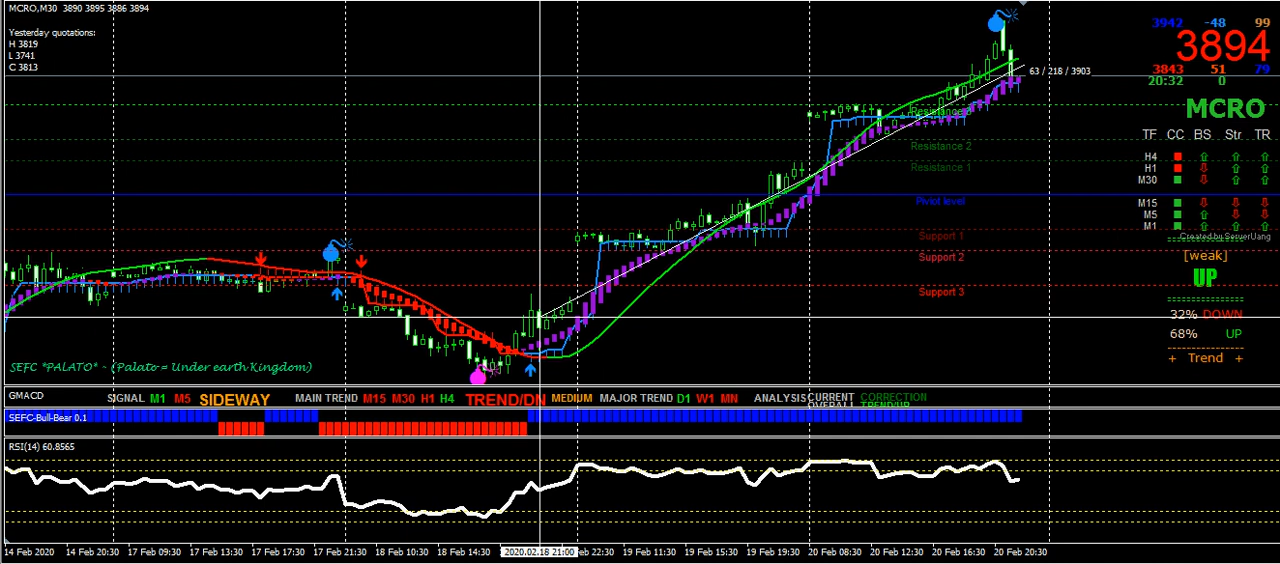 MCRO,M30 3890 3895 3886 3894
Yesterday quotations:
H 3819
L 3741
C 3813
63 / 218 / 3903
Resistance 2
Resistance 1
Piviot level
Support 1
Support 2
Support 3
SEFC *PALATO* ~ (Palato = Under earth Kingdom)
3942 -48 99
3894
3843 51 79
20:32 0
MCRO
TF CC BS Str TR
H4
H1
M30
M15
M5
M1
Created by ServerUang
[weak]
UP
32% DOWN
68% UP
+ Trend +
GMACD SIGNAL M1 M5 SIDEWAY MAIN TREND M15 M30 H1 H4 TREND/DN MEDIUM MAJOR TREND D1 W1 MN ANALYSIS CURRENT CORRECTION
OVERALL TREND/UP
SEFC-Bull-Bear 0.1
RSI(14) 60.8565
14 Feb 2020 14 Feb 20:30 17 Feb 09:30 17 Feb 13:30 17 Feb 17:30 17 Feb 21:30 18 Feb 10:30 18 Feb 14:30 2020.02.18 21:00 22:30 19 Feb 11:30 19 Feb 15:30 19 Feb 19:30 20 Feb 08:30 20 Feb 12:30 20 Feb 16:30 20 Feb 20:30